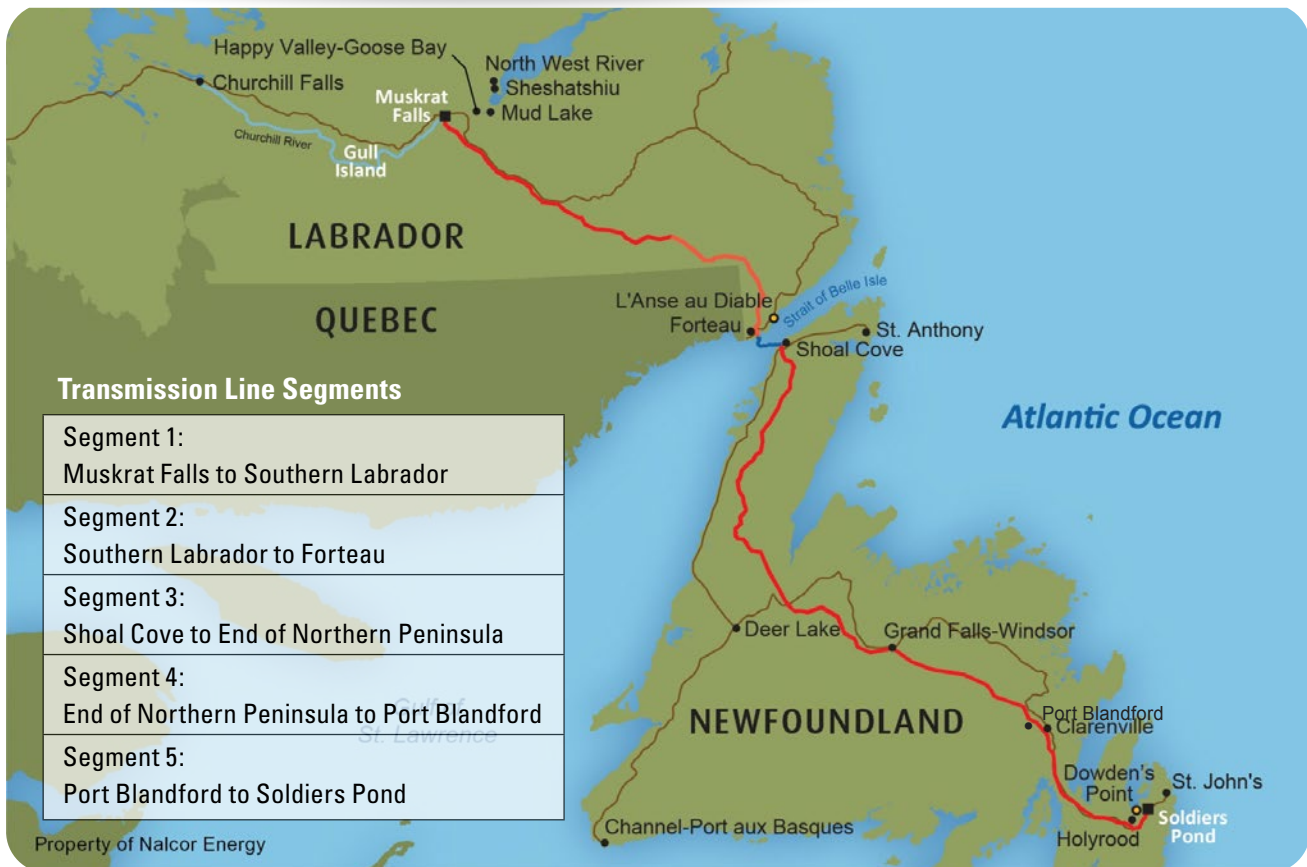 Happy Valley-Goose Bay
North West River
Churchill Falls
Sheshatshiu
Muskrat
Falls
Mud Lake
Churchill River
Gull
Island
LABRADOR
L'Anse au Diable
Strait of Belle Isle
QUEBEC
Forteau
St. Anthony
Shoal Cove
Transmission Line Segments
Segment 1:
Muskrat Falls to Southern Labrador
Segment 2:
Southern Labrador to Forteau
Segment 3:
Shoal Cove to End of Northern Peninsula
Segment 4:
End of Northern Peninsula to Port Blandford
Segment 5:
Port Blandford to Soldiers Pond
Gulf of
St. Lawrence
Atlantic Ocean
Deer Lake
Grand Falls-Windsor
NEWFOUNDLAND
Port Blandford
Clarenville
Dowden's
Point
St. John's
Soldiers
Pond
Holyrood
Channel-Port aux Basques
Property of Nalcor Energy